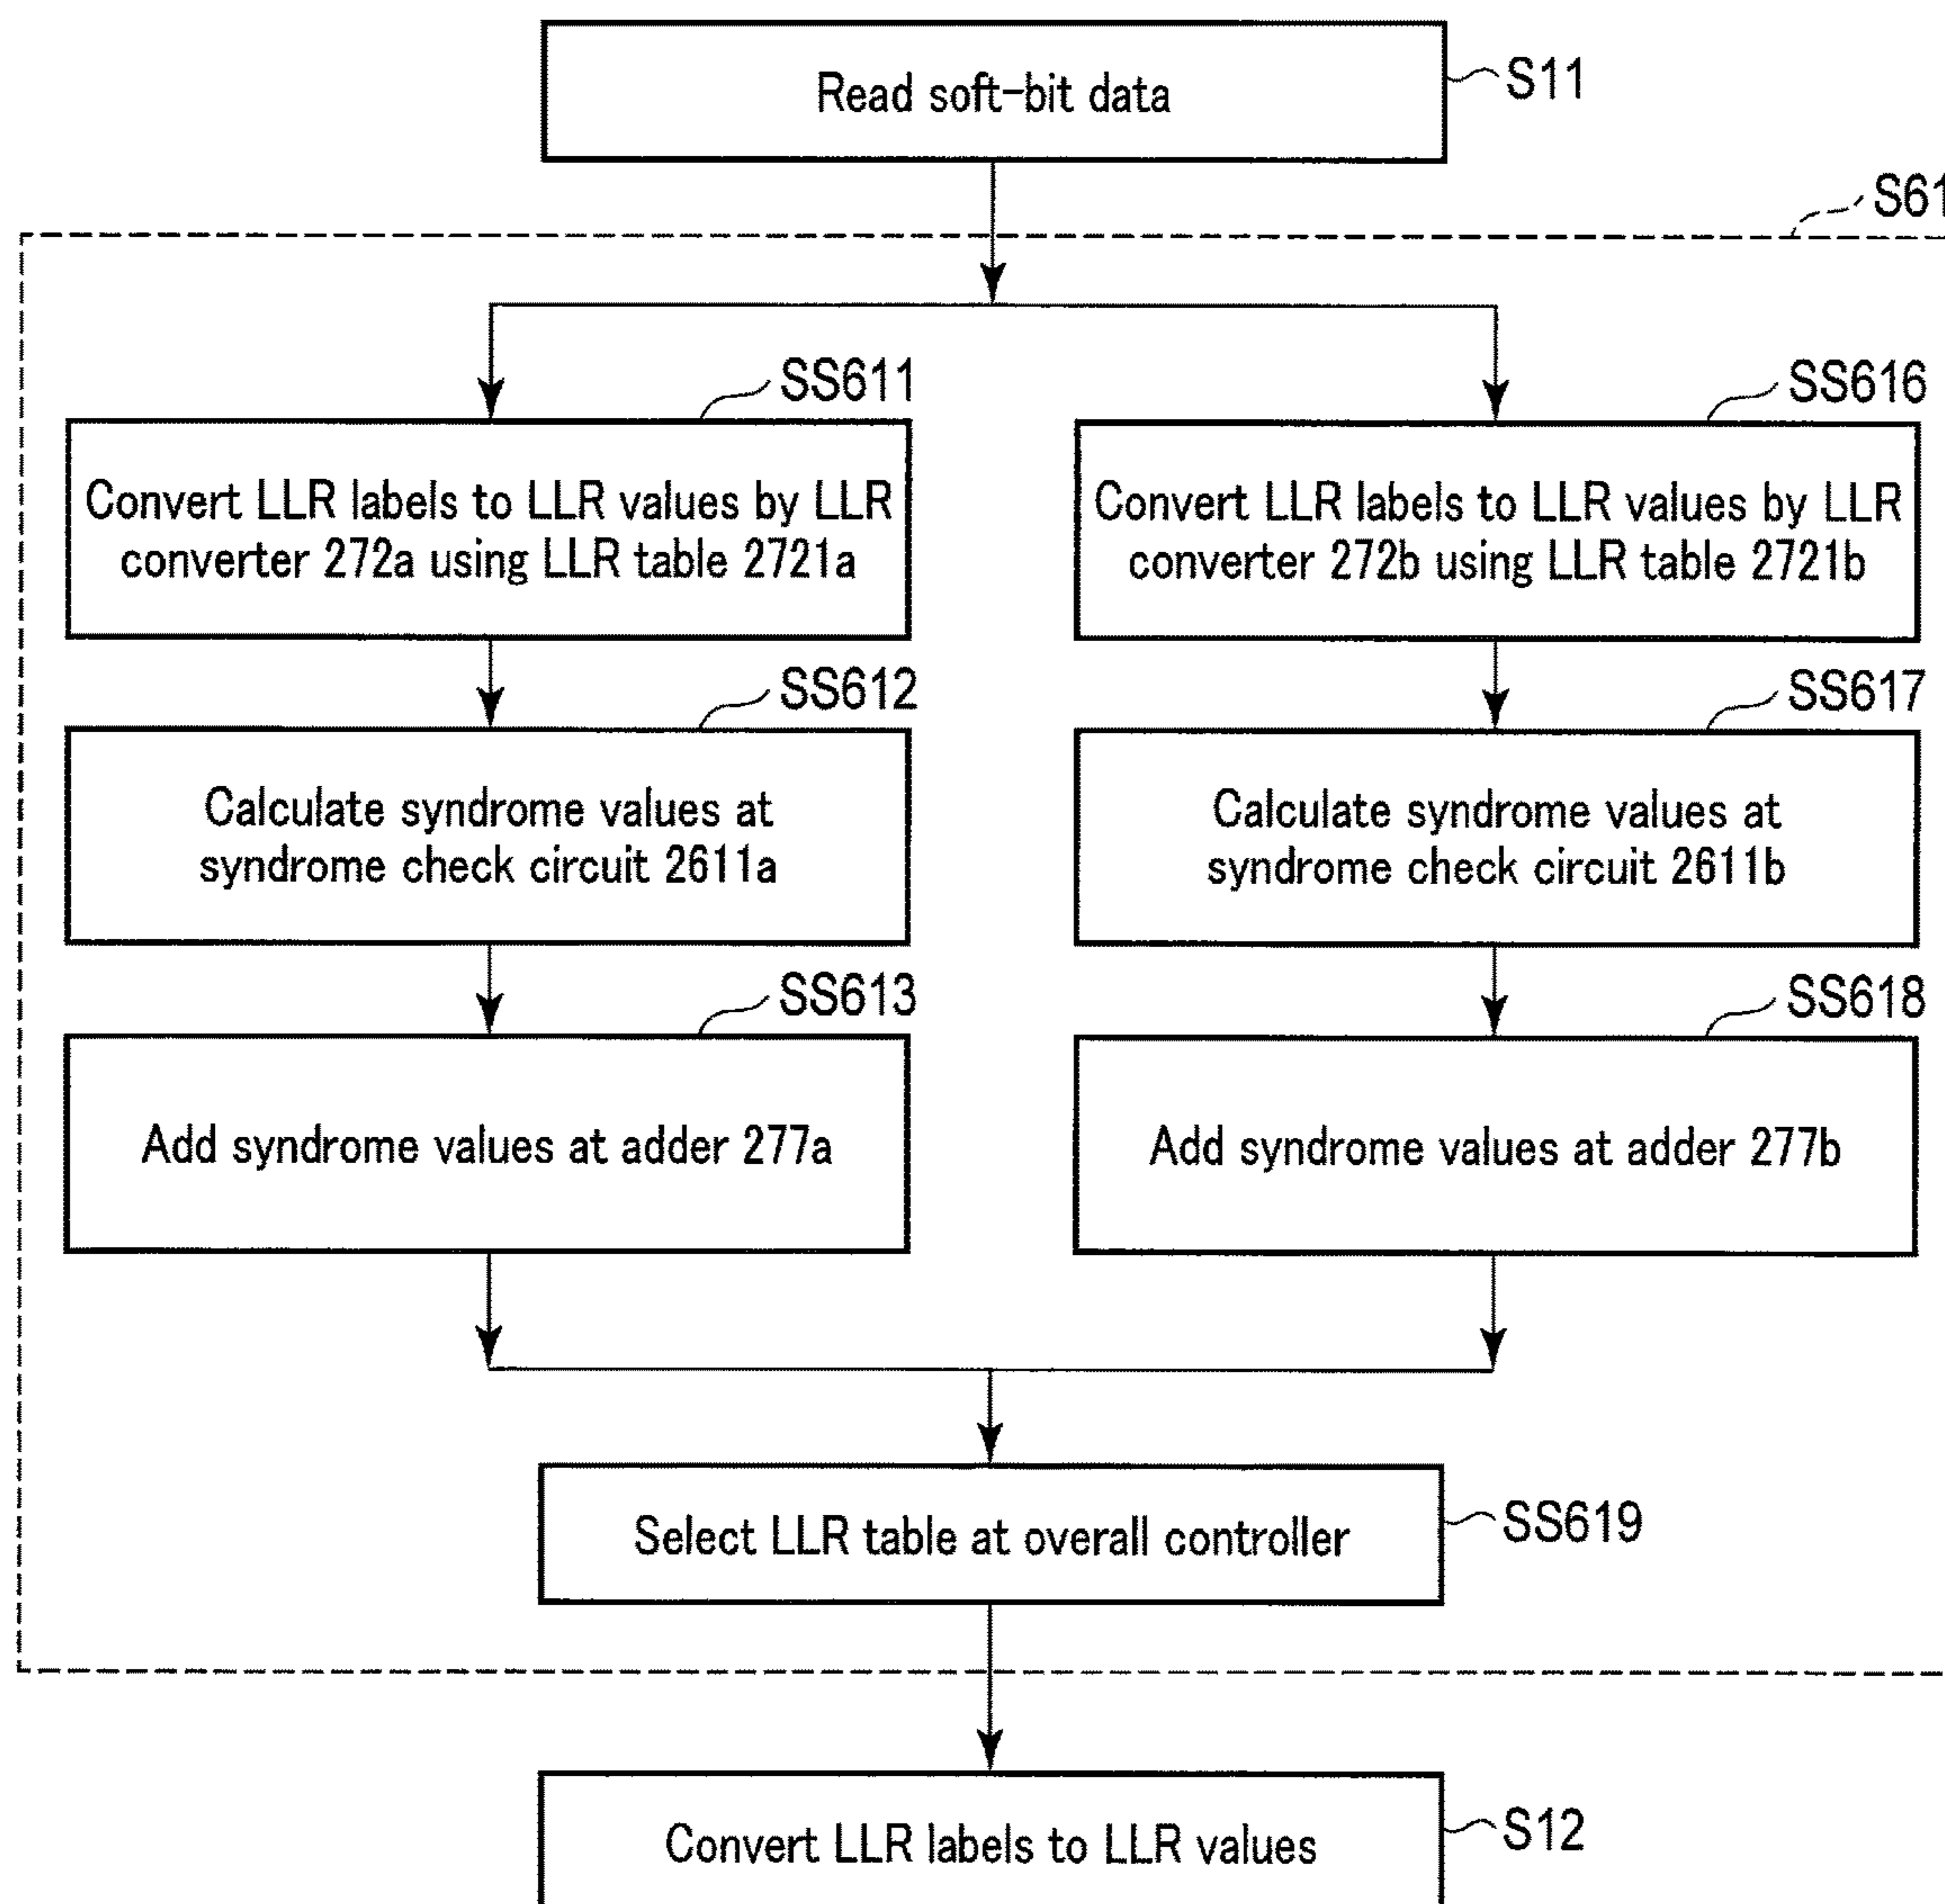 Read soft-bit data
S11
S61
SS611
SS616
Convert LLR labels to LLR values by LLR
converter 272a using LLR table 2721a
Convert LLR labels to LLR values by LLR
converter 272b using LLR table 2721b
SS612
SS617
Calculate syndrome values at
syndrome check circuit 2611a
Calculate syndrome values at
syndrome check circuit 2611b
SS613
SS618
Add syndrome values at adder 277a
Add syndrome values at adder 277b
Select LLR table at overall controller
SS619
Convert LLR labels to LLR values
S12